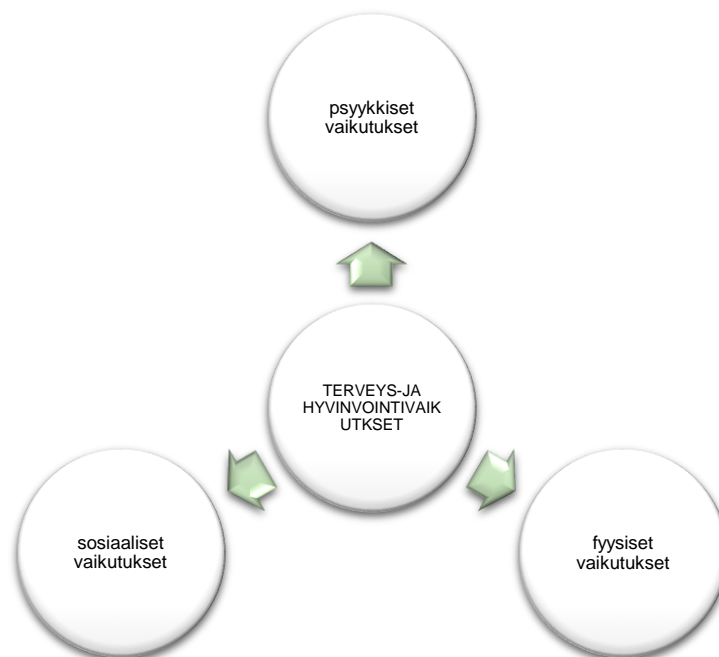 psyykkiset
vaikutukset
TERVEYS-JA
HYVINVOINTIVAIK
UTKSET
sosiaaliset
vaikutukset
fyysiset
vaikutukset